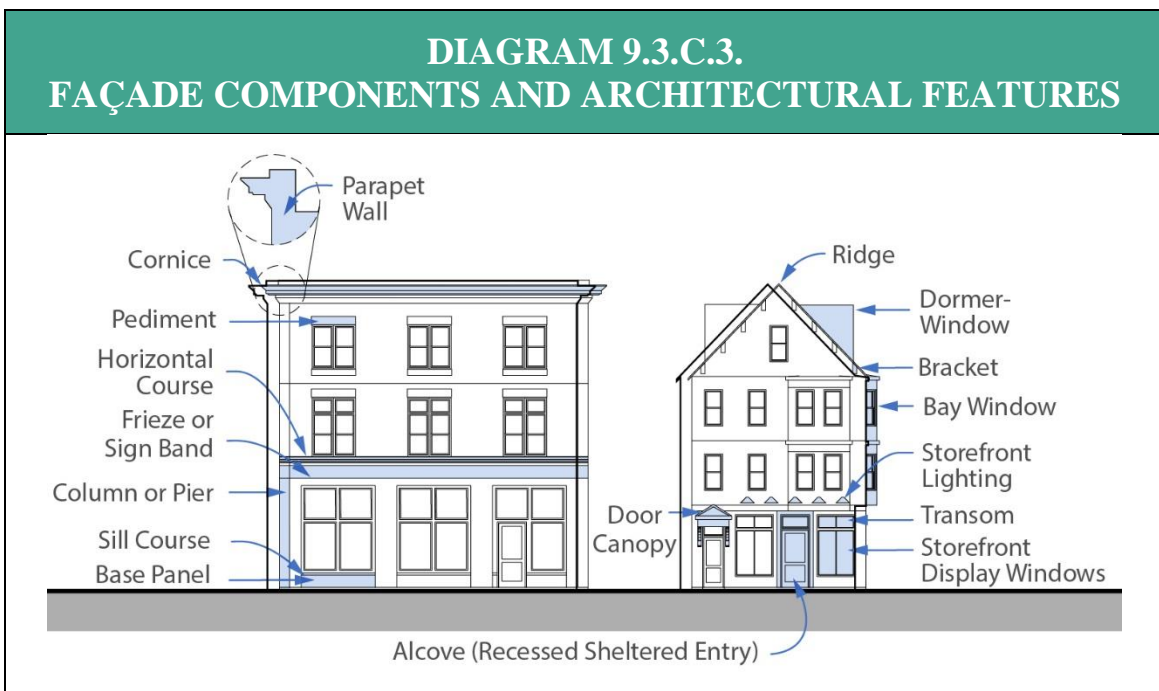 DIAGRAM 9.3.C.3.
FAÇADE COMPONENTS AND ARCHITECTURAL FEATURES
Parapet
Wall
Cornice
Pediment
Horizontal
Course
Frieze or
Sign Band
Column or Pier
Sill Course
Base Panel
Ridge
Dormer-
Window
Bracket
Bay Window
Storefront
Lighting
Door
Canopy
Transom
Storefront
Display Windows
Alcove (Recessed Sheltered Entry)